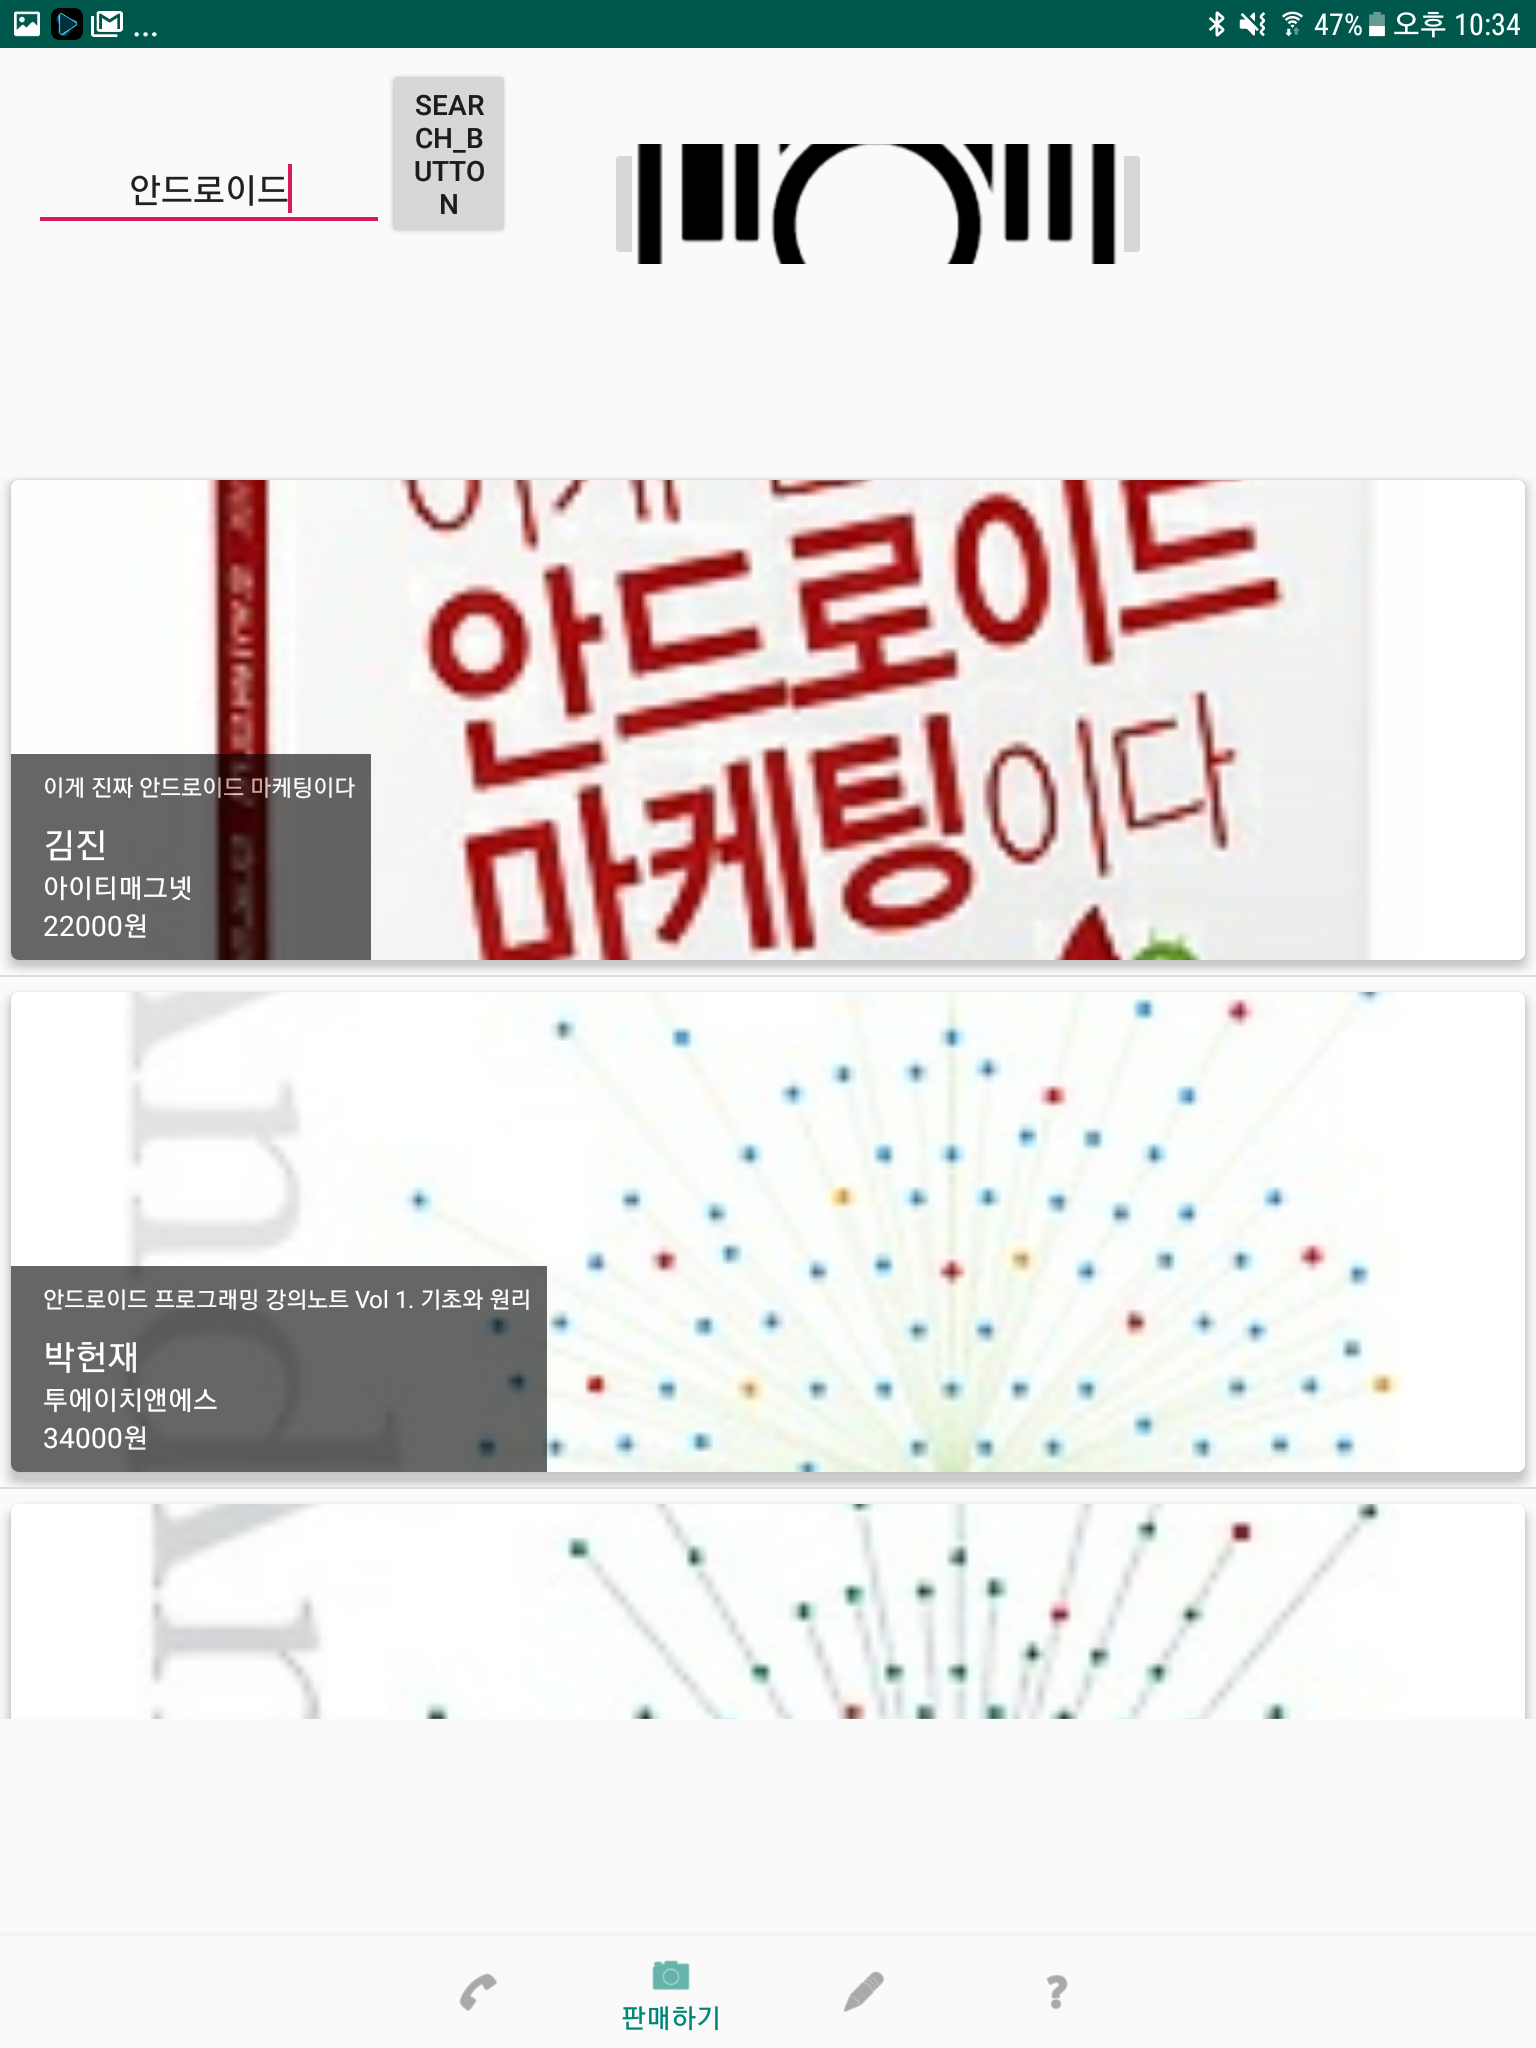 ... 47% 오후 10:34
안드로이드
SEAR
CH_B
UTTO
N
안드로이드
마케팅이다
이게 진짜 안드로이드 마케팅이다
김진
아이티매그넷
22000원
안드로이드 프로그래밍 강의노트 Vol 1. 기초와 원리
박헌재
투에이치앤에스
34000원
판매하기
?